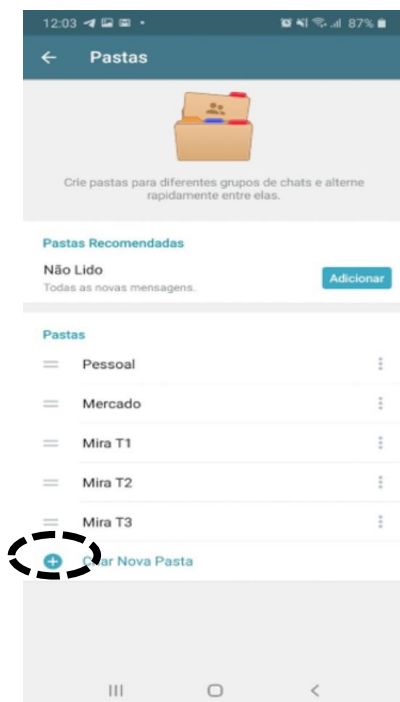 12:03 87%
Pastas
Crie pastas para diferentes grupos de chats e alterne
rapidamente entre elas.
Pastas Recomendadas
Não Lido
Todas as novas mensagens.
Adicionar
Pastas
Pessoal
Mercado
Mira T1
Mira T2
Mira T3
Criar Nova Pasta